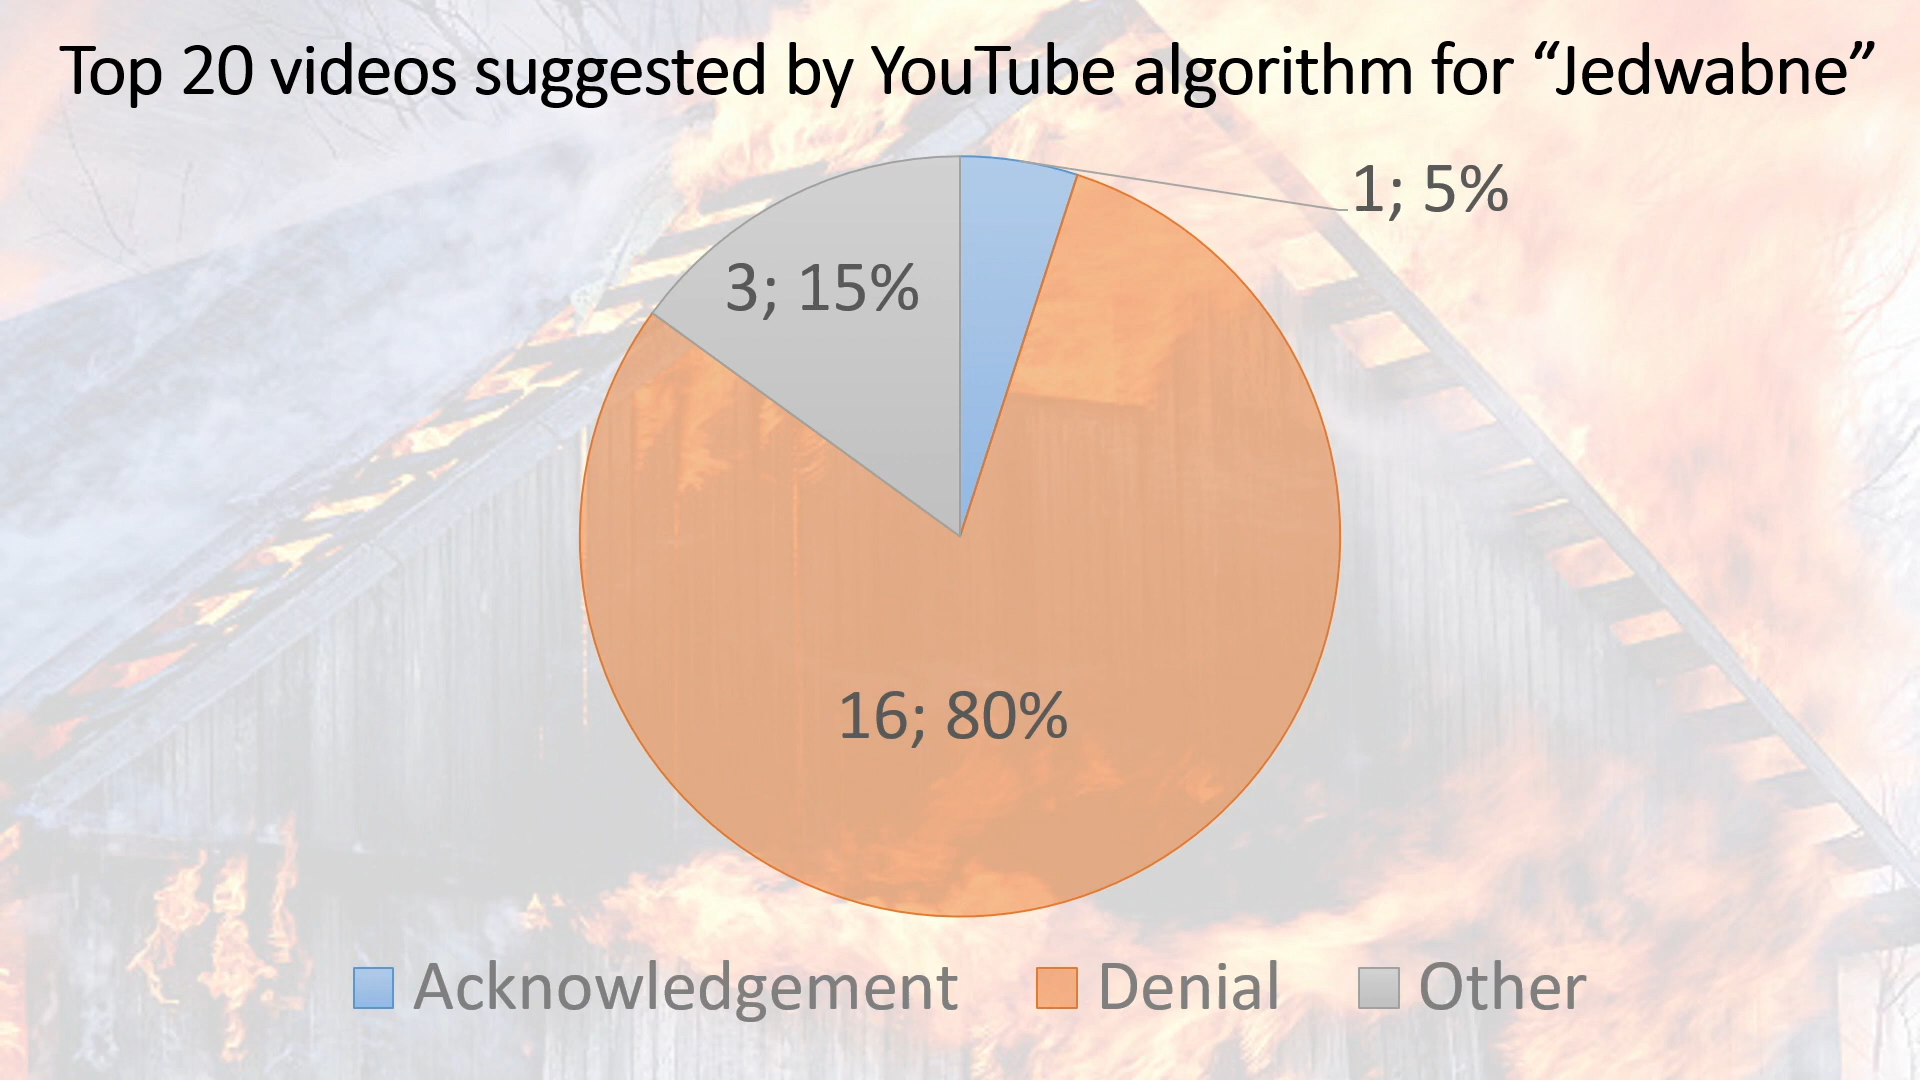 Top 20 videos suggested by YouTube algorithm for “Jedwabne”
1; 5%
3; 15%
16; 80%
Acknowledgement Denial Other